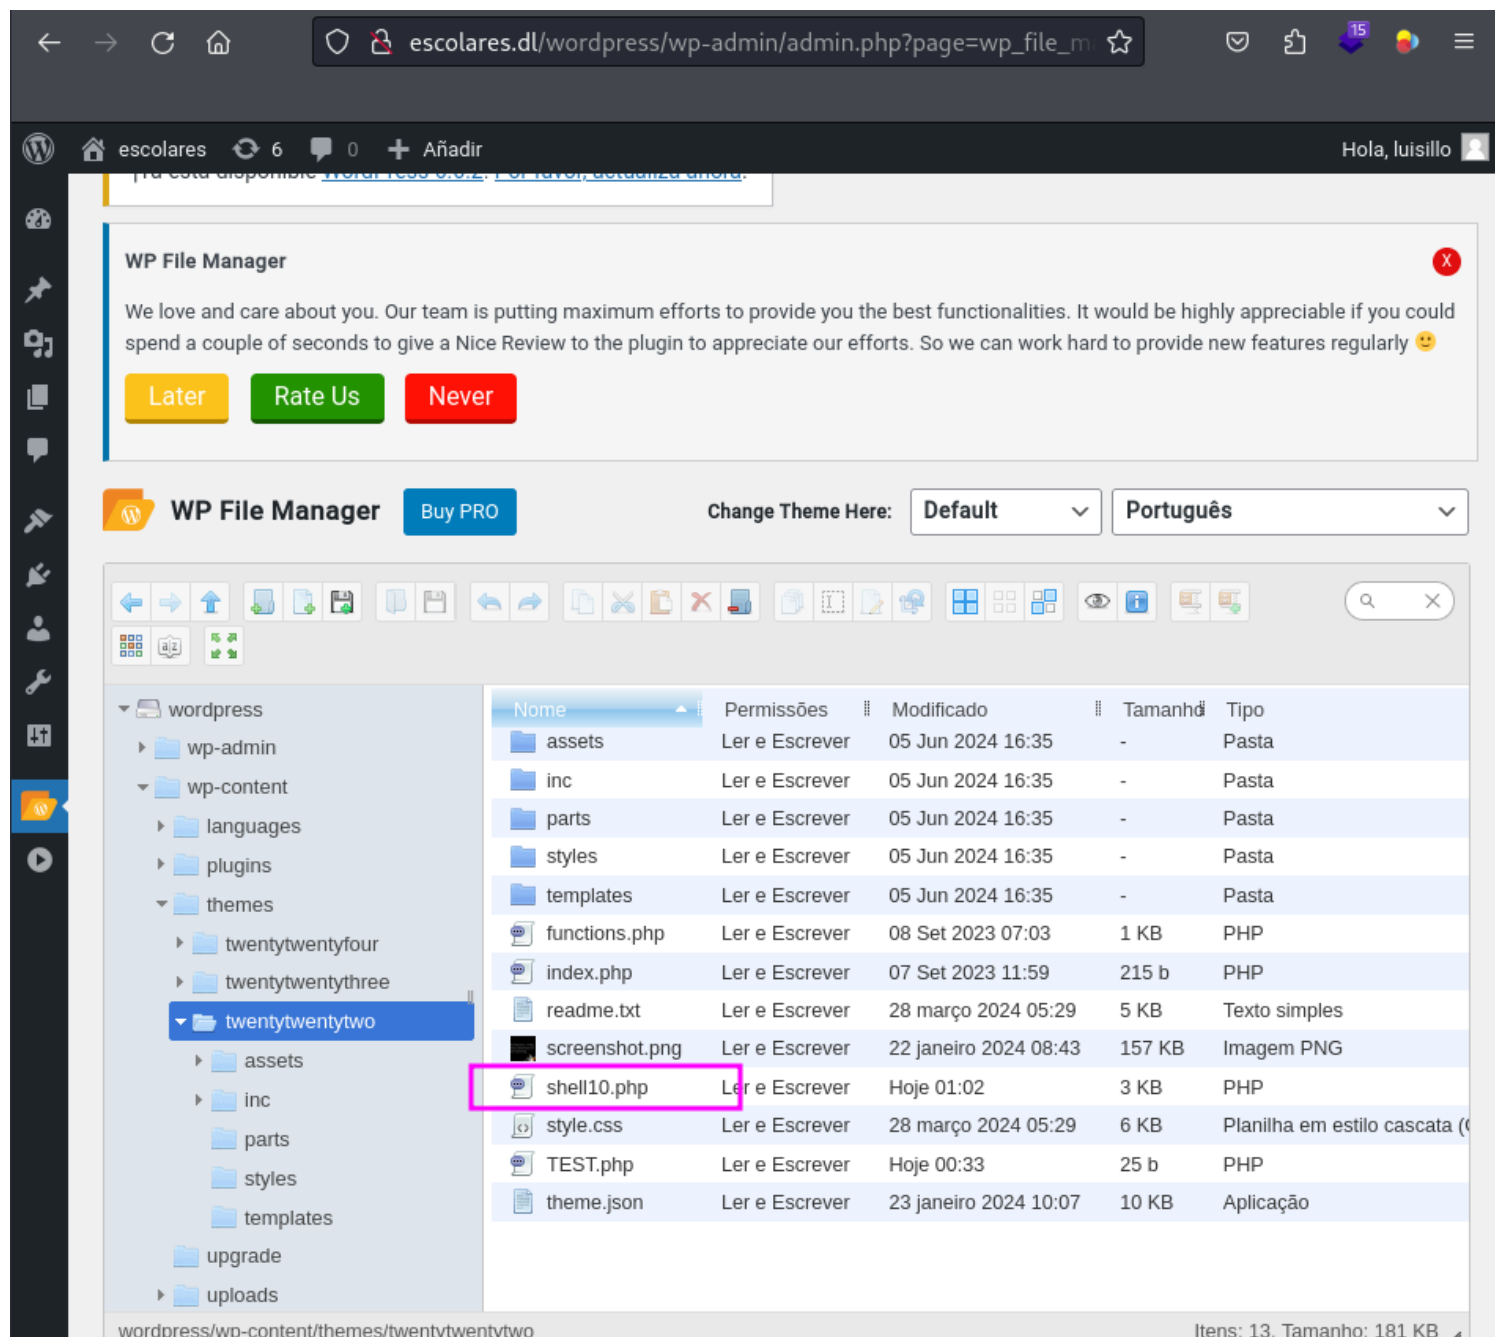 escolares.dl/wordpress/wp-admin/admin.php?page=wp_file_m
15
escolares 6 0 Añadir Hola, luisillo
¡Ya está disponible WordPress 6.6.2! Por favor, actualiza ahora.
WP File Manager
X
We love and care about you. Our team is putting maximum efforts to provide you the best functionalities. It would be highly appreciable if you could
spend a couple of seconds to give a Nice Review to the plugin to appreciate our efforts. So we can work hard to provide new features regularly 🙂
Later Rate Us Never
WP File Manager Buy PRO Change Theme Here: Default Português
wordpress
wp-admin
wp-content
languages
plugins
themes
twentytwentyfour
twentytwentythree
twentytwentytwo
assets
inc
parts
styles
templates
upgrade
uploads
Nome Permissões Modificado Tamanho Tipo
assets Ler e Escrever 05 Jun 2024 16:35 - Pasta
inc Ler e Escrever 05 Jun 2024 16:35 - Pasta
parts Ler e Escrever 05 Jun 2024 16:35 - Pasta
styles Ler e Escrever 05 Jun 2024 16:35 - Pasta
templates Ler e Escrever 05 Jun 2024 16:35 - Pasta
functions.php Ler e Escrever 08 Set 2023 07:03 1 KB PHP
index.php Ler e Escrever 07 Set 2023 11:59 215 b PHP
readme.txt Ler e Escrever 28 março 2024 05:29 5 KB Texto simples
screenshot.png Ler e Escrever 22 janeiro 2024 08:43 157 KB Imagem PNG
shell10.php Ler e Escrever Hoje 01:02 3 KB PHP
style.css Ler e Escrever 28 março 2024 05:29 6 KB Planilha em estilo cascata (
TEST.php Ler e Escrever Hoje 00:33 25 b PHP
theme.json Ler e Escrever 23 janeiro 2024 10:07 10 KB Aplicação
wordpress/wp-content/themes/twentytwentytwo Itens: 13, Tamanho: 181 KB